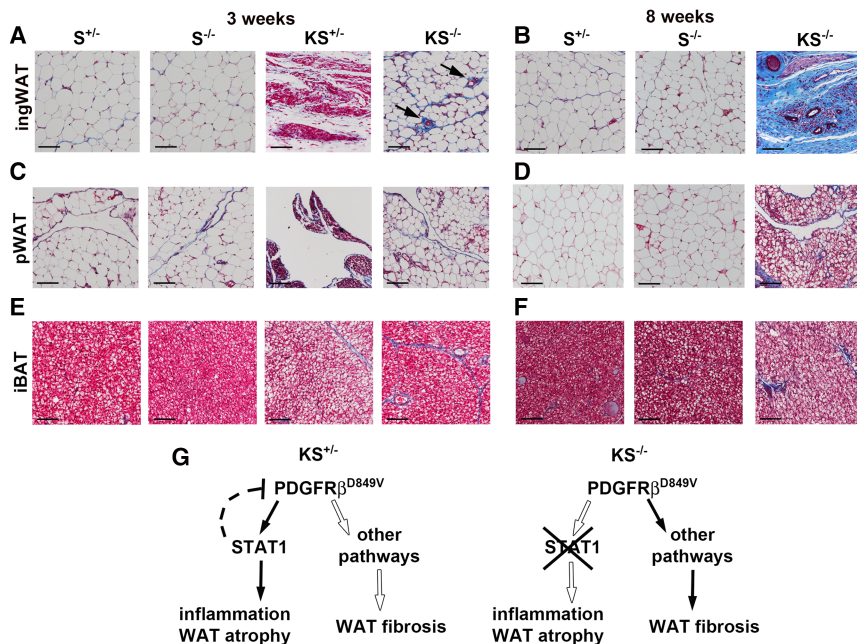 3 weeks
8 weeks
A
S+/-
S-/-
KS+/-
KS-/-
B
S+/-
S-/-
KS-/-
ingWAT
C
D
pWAT
E
F
iBAT
G
KS+/-
KS-/-
PDGFRβD849V
PDGFRβD849V
STAT1
other
pathways
STAT1
other
pathways
inflammation
WAT atrophy
WAT fibrosis
inflammation
WAT atrophy
WAT fibrosis